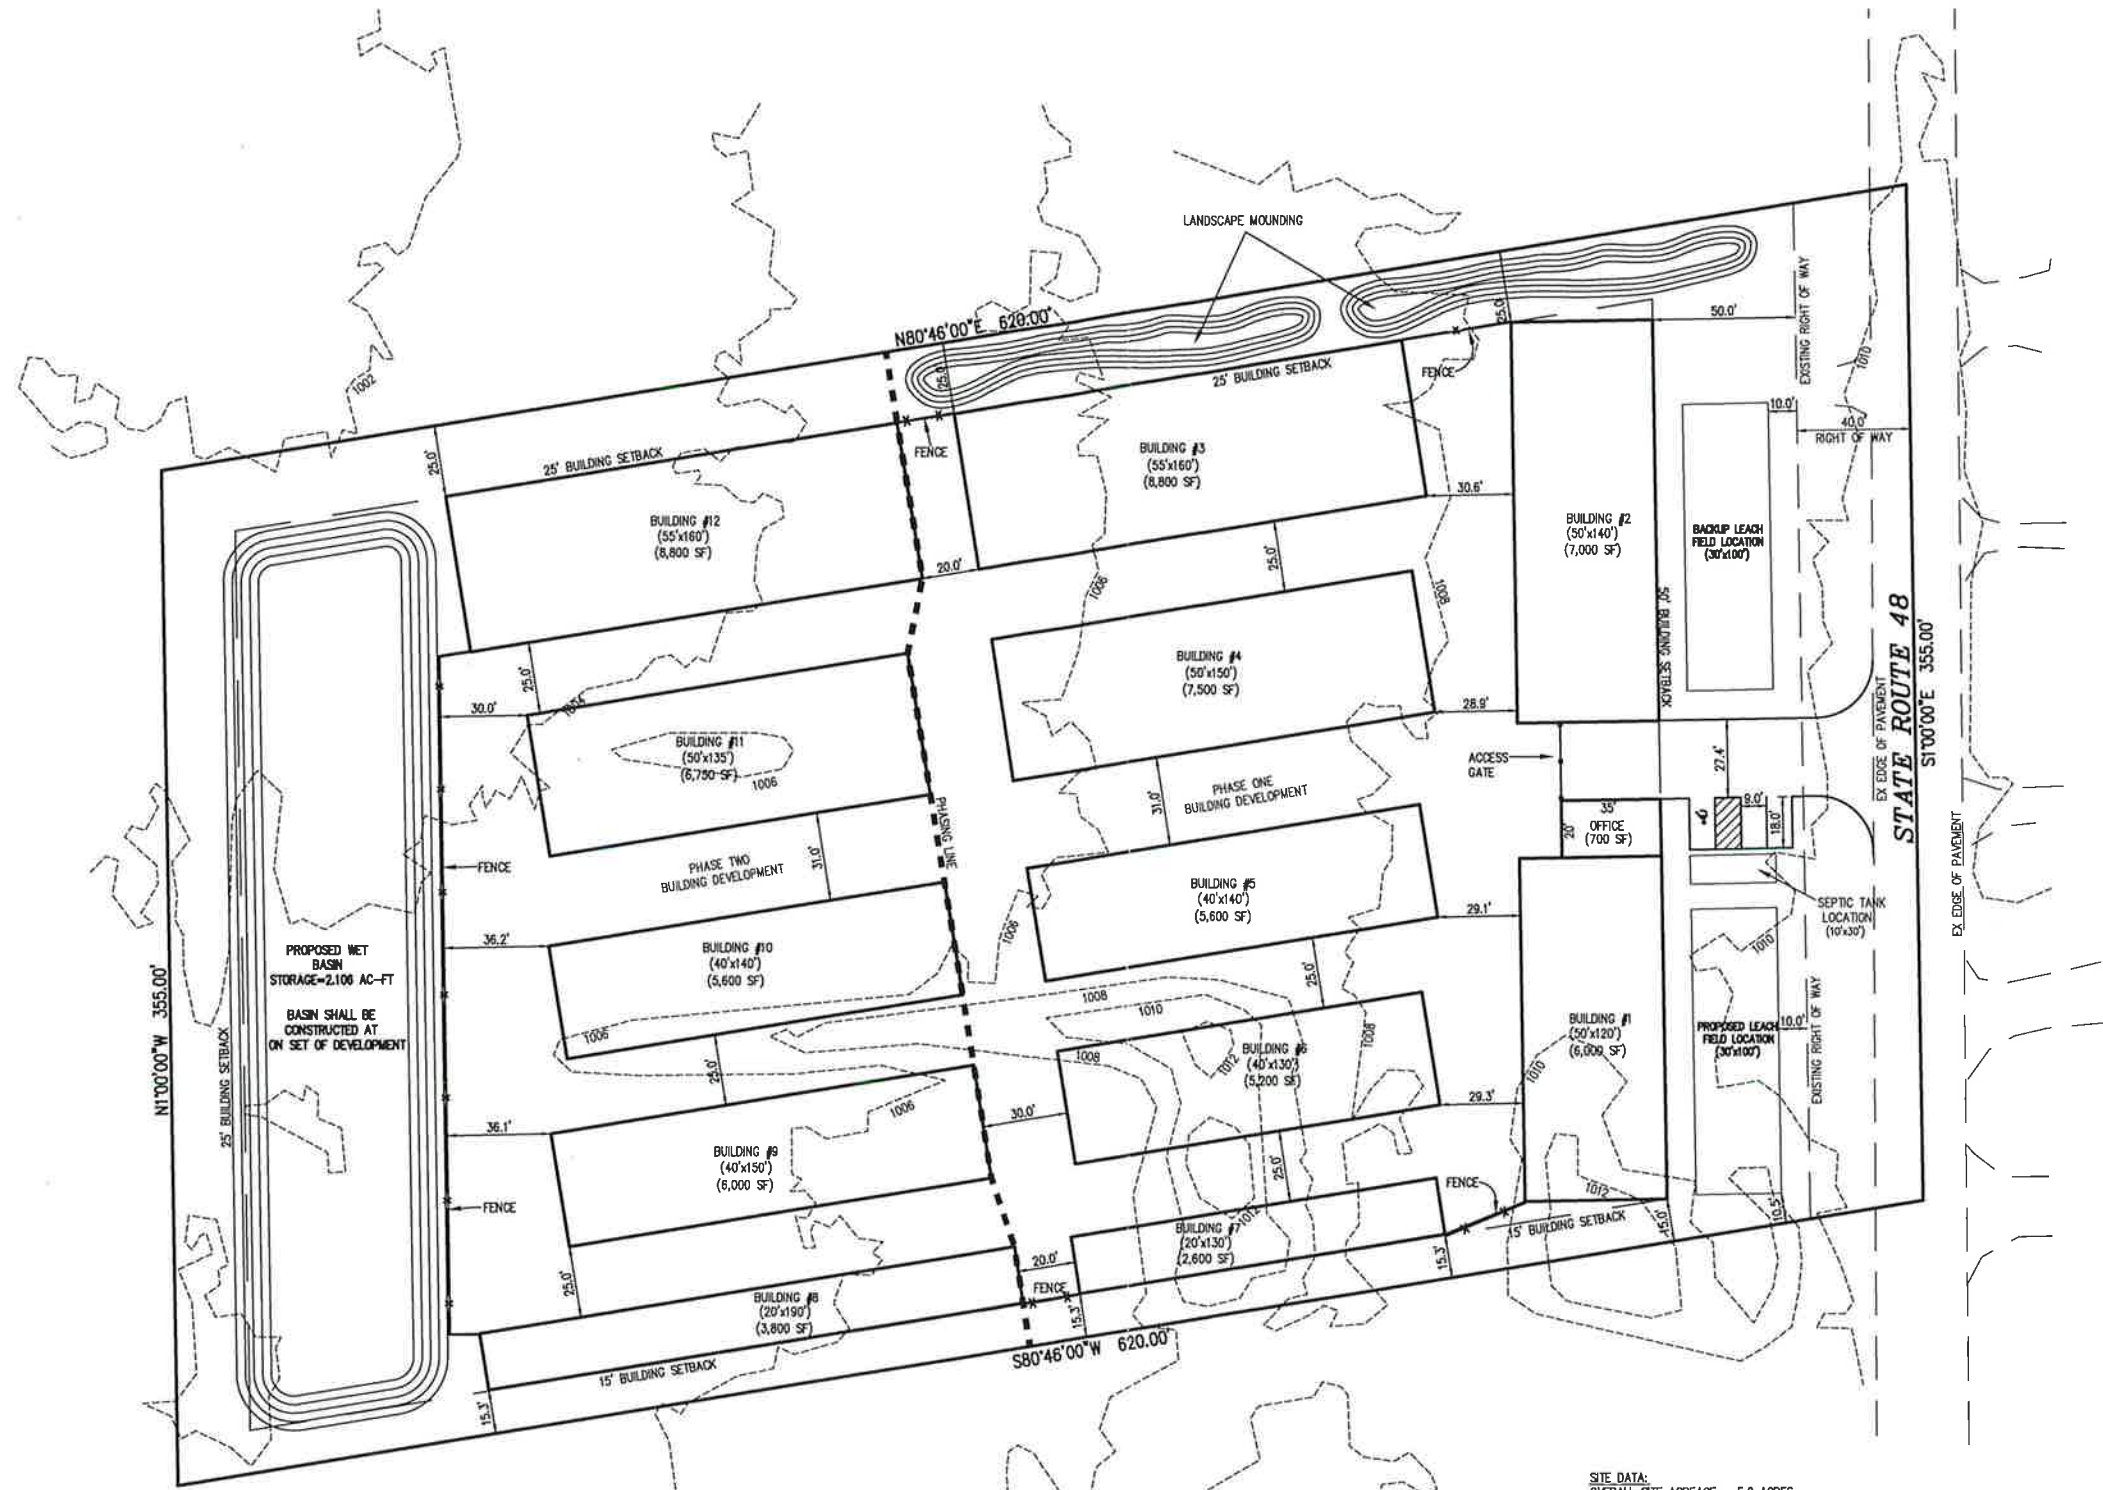 LANDSCAPE MOUNDING
N80°46'00"E 620.00'
50.0'
EXISTING RIGHT OF WAY
1010
25.0'
25.0'
25' BUILDING SETBACK
FENCE
10.0'
40.0'
RIGHT OF WAY
1002
25.0'
25' BUILDING SETBACK
FENCE
BUILDING #3
(55'x160')
(8,800 SF)
30.6'
BUILDING #12
(55'x160')
(8,800 SF)
BUILDING #2
(50'x140')
(7,000 SF)
BACKUP LEACH
FIELD LOCATION
(30'x100')
20.0'
25.0'
1006
1008
50' BUILDING SETBACK
STATE ROUTE 48
S1°00'00"E 355.00'
EX EDGE OF PAVEMENT
EX EDGE OF PAVEMENT
25.0'
30.0'
1004
BUILDING #4
(50'x150')
(7,500 SF)
28.9'
BUILDING #11
(50'x135')
(6,750 SF)
1006
ACCESS
GATE
27.4'
PHASE ONE
BUILDING DEVELOPMENT
31.0'
PHASING LINE
9.0'
18.0'
35'
20'
OFFICE
(700 SF)
FENCE
PHASE TWO
BUILDING DEVELOPMENT
31.0'
BUILDING #5
(40'x140')
(5,600 SF)
29.1'
SEPTIC TANK
LOCATION
(10'x30')
1006
1010
PROPOSED WET
BASIN
STORAGE=2.106 AC-FT
BASIN SHALL BE
CONSTRUCTED AT
ON SET OF DEVELOPMENT
36.2'
BUILDING #10
(40'x140')
(5,600 SF)
25.0'
N1°00'00"W 355.00'
25' BUILDING SETBACK
1008
1010
1006
1008
1012
1008
BUILDING #6
(40'x130')
(5,200 SF)
BUILDING #1
(50'x120')
(6,000 SF)
1010
PROPOSED LEACH
FIELD LOCATION
(30'x100')
10.0'
EXISTING RIGHT OF WAY
25.0'
1006
29.3'
30.0'
36.1'
BUILDING #9
(40'x150')
(6,000 SF)
25.0'
FENCE
1012
FENCE
15' BUILDING SETBACK
15.0'
10.5'
BUILDING #7
(20'x130')
(2,600 SF)
1012
15.3'
20.0'
FENCE
15.3'
25.0'
BUILDING #8
(20'x190')
(3,800 SF)
S80°46'00"W 620.00'
15' BUILDING SETBACK
15.3'
SITE DATA:
OVERALL SITE ACREAGE